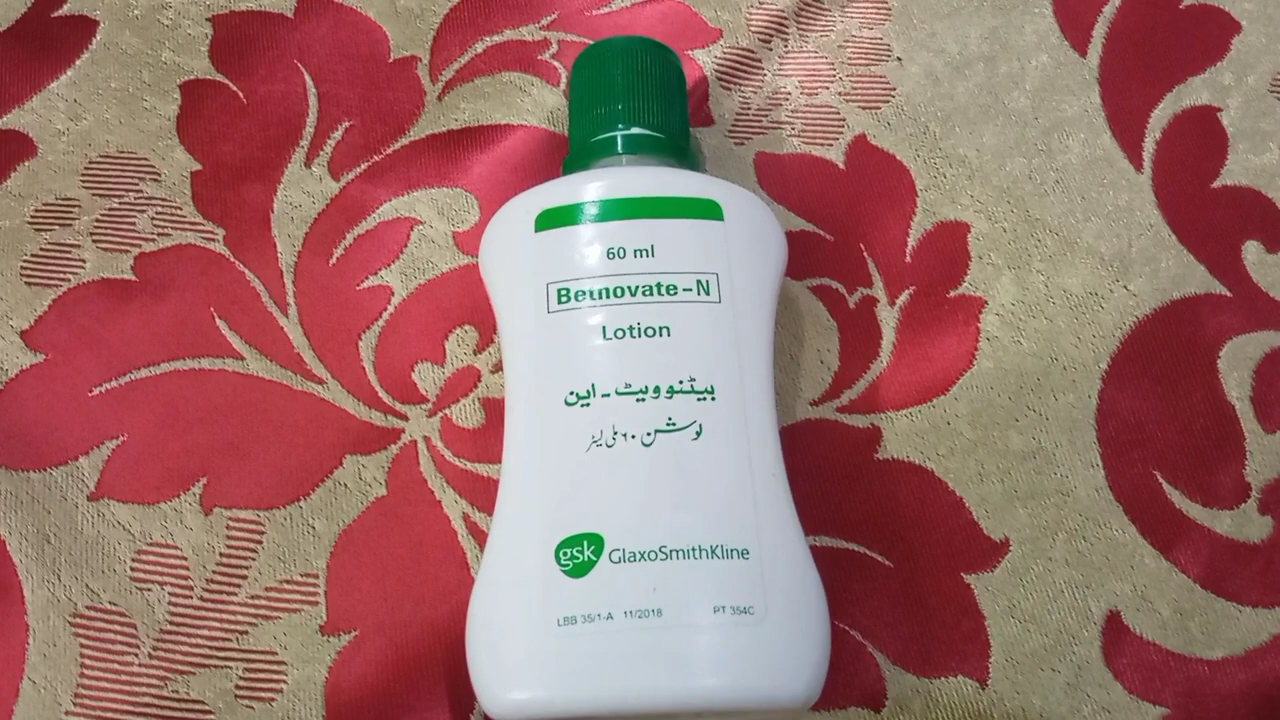 60 ml
Betnovate-N
Lotion
بیٹنوویٹ - این
لوشن ۶۰ ملی لیٹر
gsk GlaxoSmithKline
LBB 35/1-A 11/2018 PT 354C